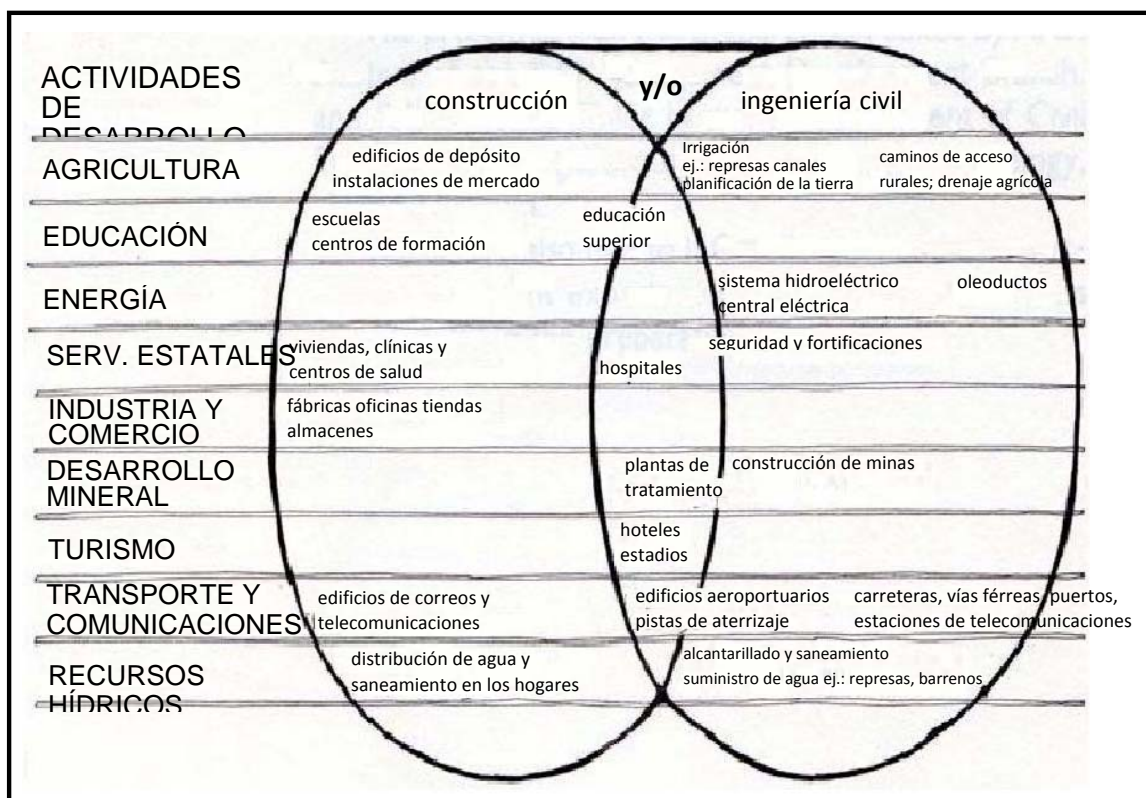 ACTIVIDADES
DE
DESARROLLO
construcción
y/o
ingeniería civil
AGRICULTURA
edificios de depósito
instalaciones de mercado
Irrigación
ej.: represas canales
planificación de la tierra
caminos de acceso
rurales; drenaje agrícola
EDUCACIÓN
escuelas
centros de formación
educación
superior
ENERGÍA
sistema hidroeléctrico
central eléctrica
oleoductos
SERV. ESTATALES
viviendas, clínicas y
centros de salud
hospitales
seguridad y fortificaciones
INDUSTRIA Y
COMERCIO
fábricas oficinas tiendas
almacenes
DESARROLLO
MINERAL
plantas de
tratamiento
construcción de minas
TURISMO
hoteles
estadios
TRANSPORTE Y
COMUNICACIONES
edificios de correos y
telecomunicaciones
edificios aeroportuarios
pistas de aterrizaje
carreteras, vías férreas, puertos,
estaciones de telecomunicaciones
RECURSOS
HÍDRICOS
distribución de agua y
saneamiento en los hogares
alcantarillado y saneamiento
suministro de agua ej.: represas, barrenos